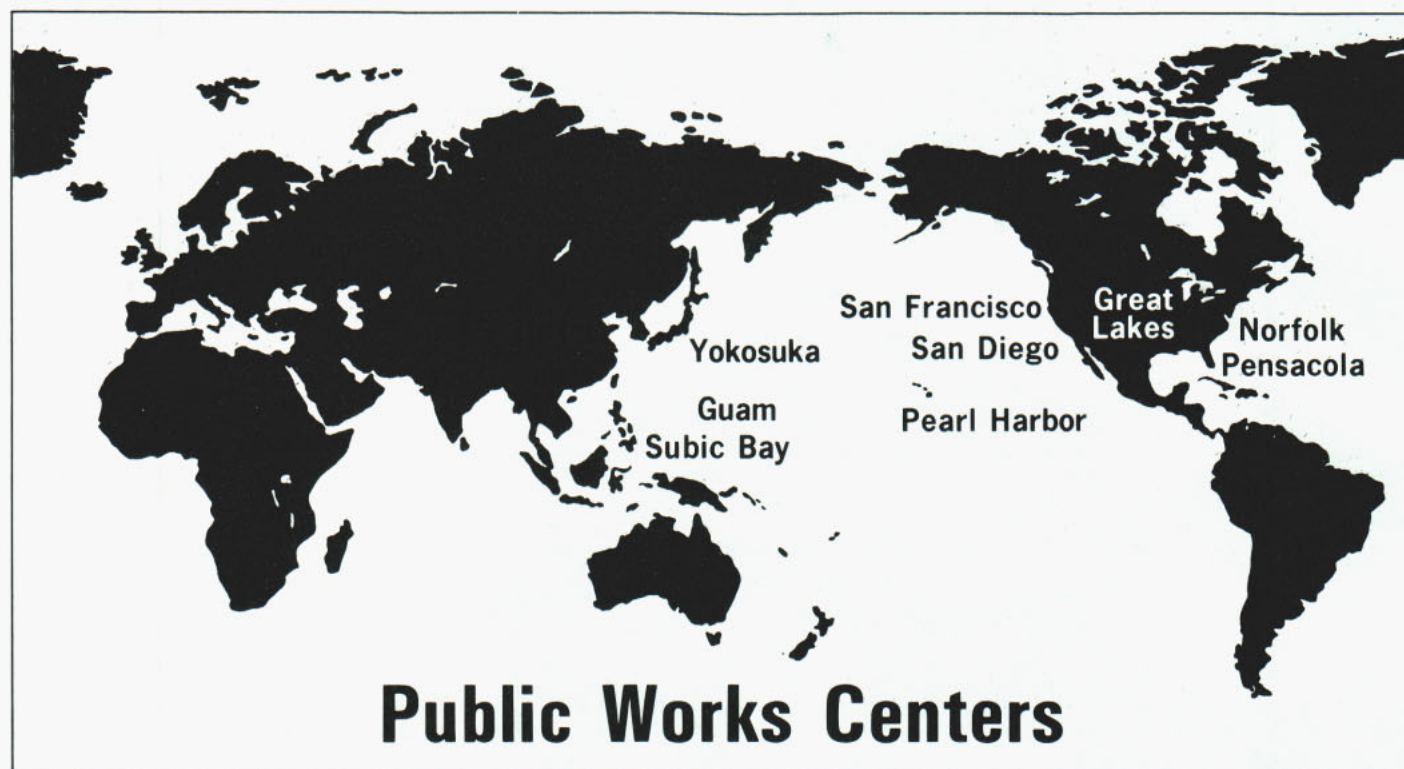 San Francisco
San Diego
Great
Lakes
Norfolk
Pensacola
Yokosuka
Guam
Subic Bay
Pearl Harbor
Public Works Centers